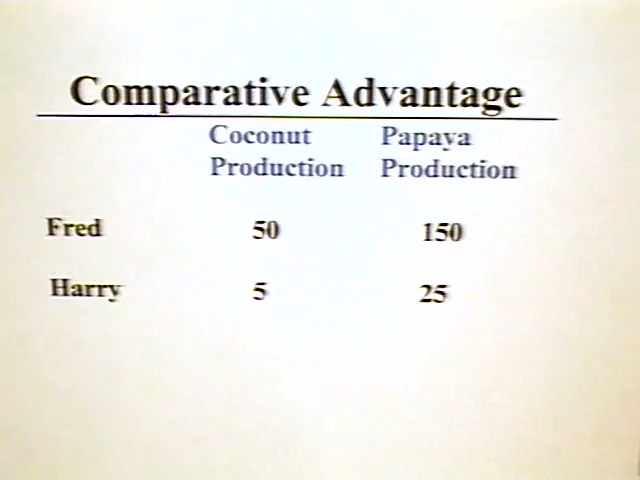 Comparative Advantage
Coconut Papaya
Production Production
Fred 50 150
Harry 5 25